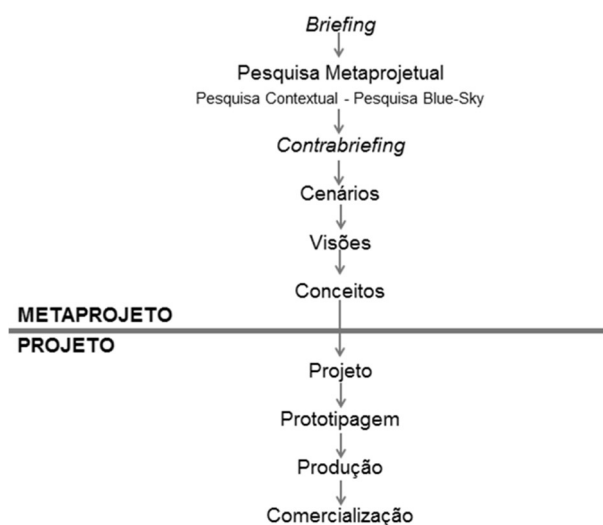 Briefing
Pesquisa Metaprojetual
Pesquisa Contextual - Pesquisa Blue-Sky
Contrabriefing
Cenários
Visões
Conceitos
METAPROJETO
PROJETO
Projeto
Prototipagem
Produção
Comercialização